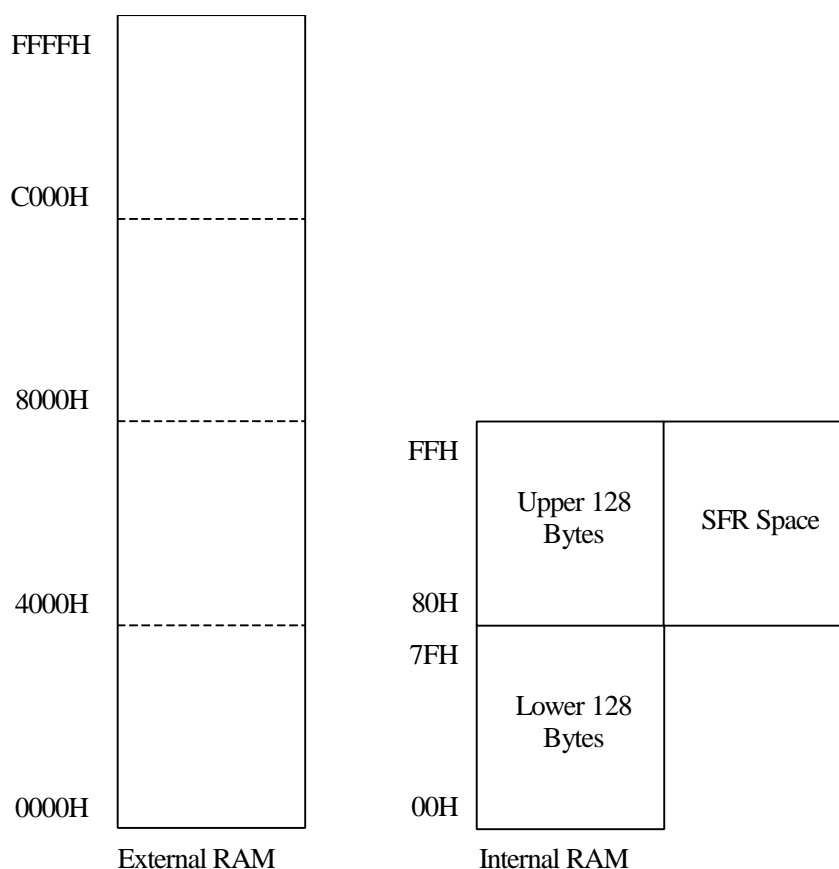 FFFFH
C000H
8000H
4000H
0000H
External RAM
FFH
80H
7FH
00H
Upper 128
Bytes
SFR Space
Lower 128
Bytes
Internal RAM